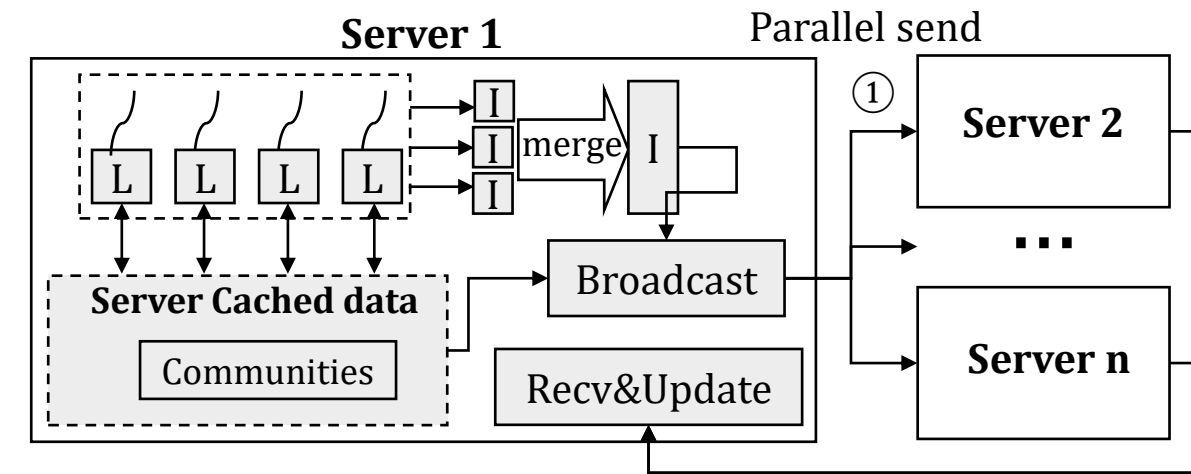 Server 1
Parallel send
①
I
I
I
merge
I
L
L
L
L
Server 2
...
Broadcast
Server Cached data
Communities
Recv&Update
Server n